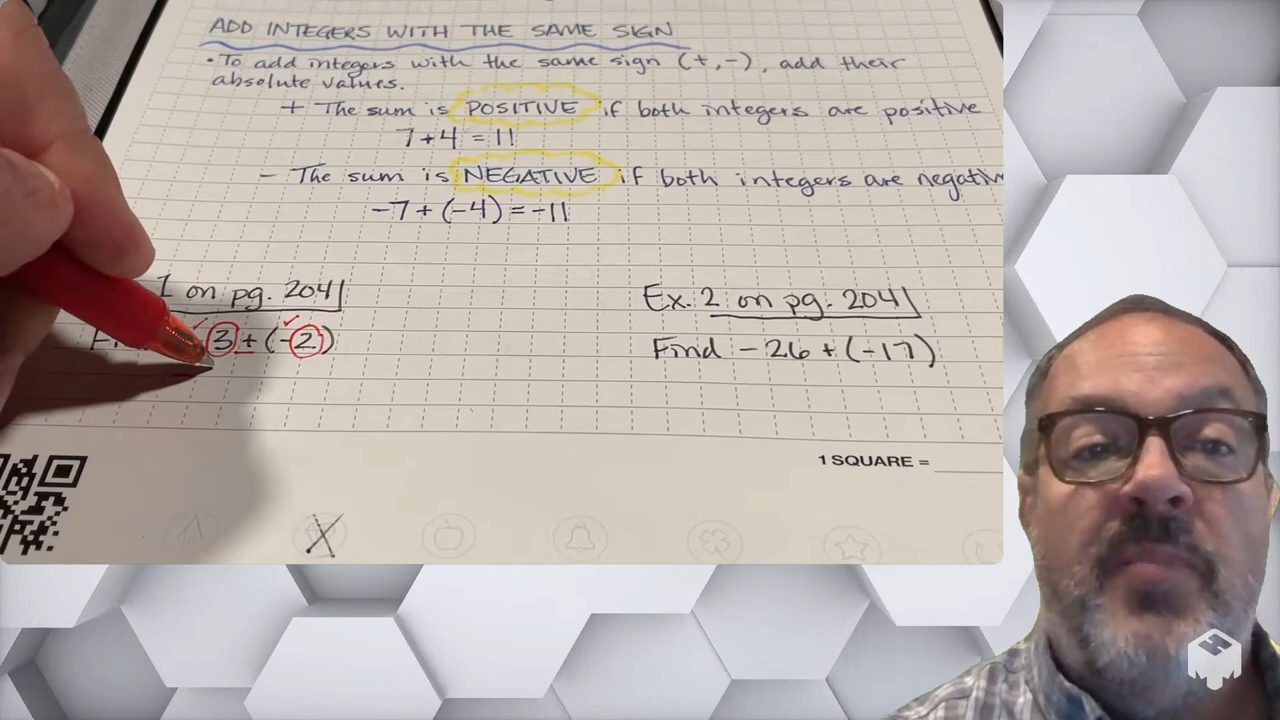 ADD INTEGERS WITH THE SAME SIGN
• To add integers with the same sign (+,-), add their
absolute values.
+ The sum is POSITIVE if both integers are positive
7+4 = 11
- The sum is NEGATIVE if both integers are negativ
-7 + (-4) = -11
1 on pg. 204
3 + (-2)
Ex. 2 on pg. 204
Find -26 + (-17)
1 SQUARE =